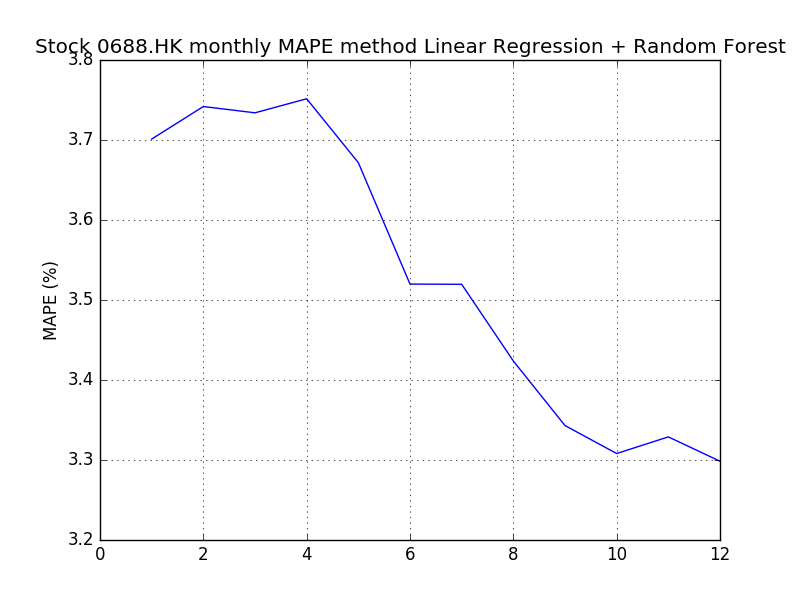 Stock 0688.HK monthly MAPE method Linear Regression + Random Forest
3.8
3.7
3.6
3.5
3.4
3.3
3.2
MAPE (%)
0 2 4 6 8 10 12